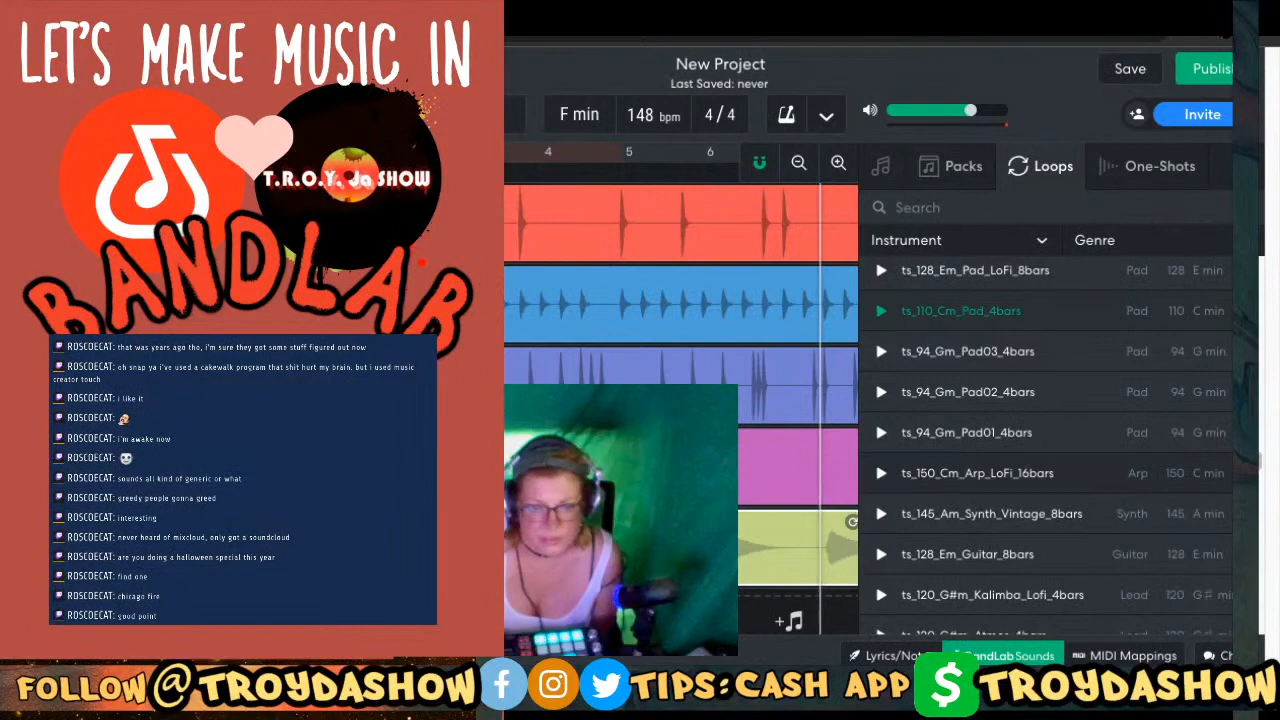 LET'S MAKE MUSIC IN
T.R.O.Y. Da SHOW
BANDLAB
ROSCOECAT: that was years ago tho, i'm sure they got some stuff figured out now
ROSCOECAT: oh snap ya i've used a cakewalk program that shit hurt my brain. but i used music
creator touch
ROSCOECAT: i like it
ROSCOECAT:
ROSCOECAT: i'm awake now
ROSCOECAT:
ROSCOECAT: sounds all kind of generic or what
ROSCOECAT: greedy people gonna greed
ROSCOECAT: interesting
ROSCOECAT: never heard of mixcloud, only got a soundcloud
ROSCOECAT: are you doing a halloween special this year
ROSCOECAT: find one
ROSCOECAT: chicago fire
ROSCOECAT: good point
New Project
Last Saved: never
Save
Publis
F min 148 bpm 4 / 4
Invite
4 5 6
Packs Loops One-Shots
Search
Instrument Genre
ts_128_Em_Pad_LoFi_8bars Pad 128 E min
ts_110_Cm_Pad_4bars Pad 110 C min
ts_94_Gm_Pad03_4bars Pad 94 G min
ts_94_Gm_Pad02_4bars Pad 94 G min
ts_94_Gm_Pad01_4bars Pad 94 G min
ts_150_Cm_Arp_LoFi_16bars Arp 150 C min
ts_145_Am_Synth_Vintage_8bars Synth 145 A min
ts_128_Em_Guitar_8bars Guitar 128 E min
ts_120_G#m_Kalimba_Lofi_4bars Lead 120 G# mi
Lyrics/Not BandLab Sounds MIDI Mappings Ch
FOLLOW @TROYDASHOW TIPS:CASH APP $ TROYDASHOW